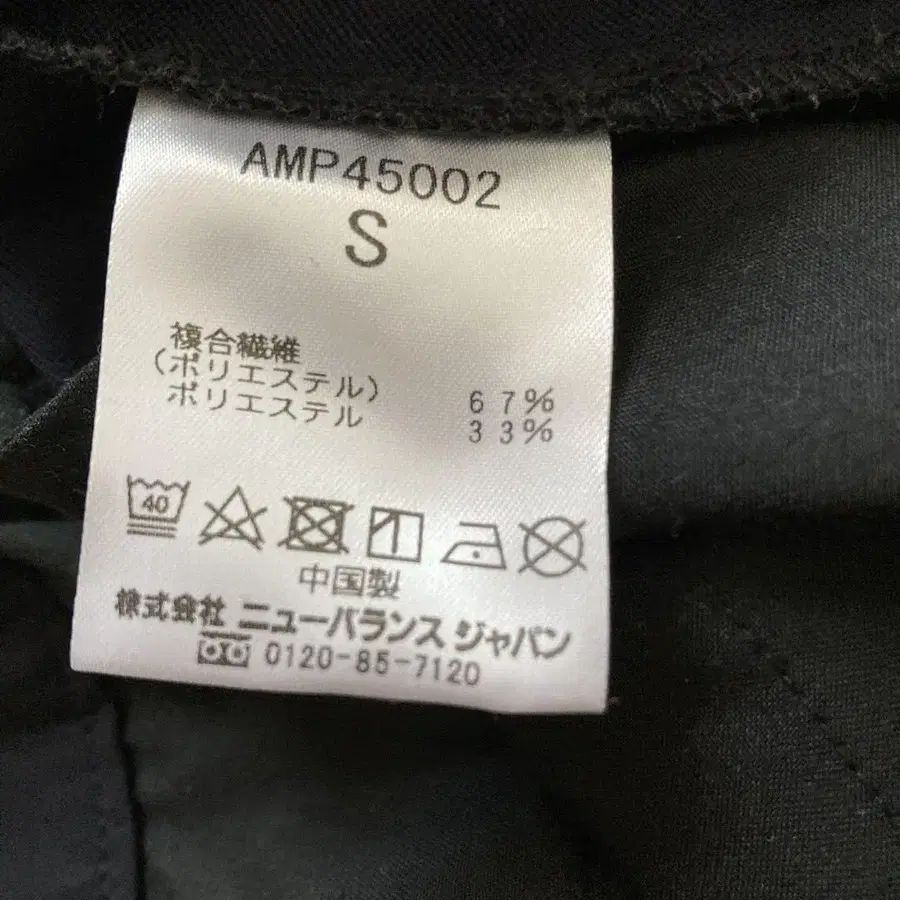 AMP45002
S
複合繊維
(ポリエステル) 67%
ポリエステル 33%
40
中国製
株式会社 ニューバランス ジャパン
0120-85-7120